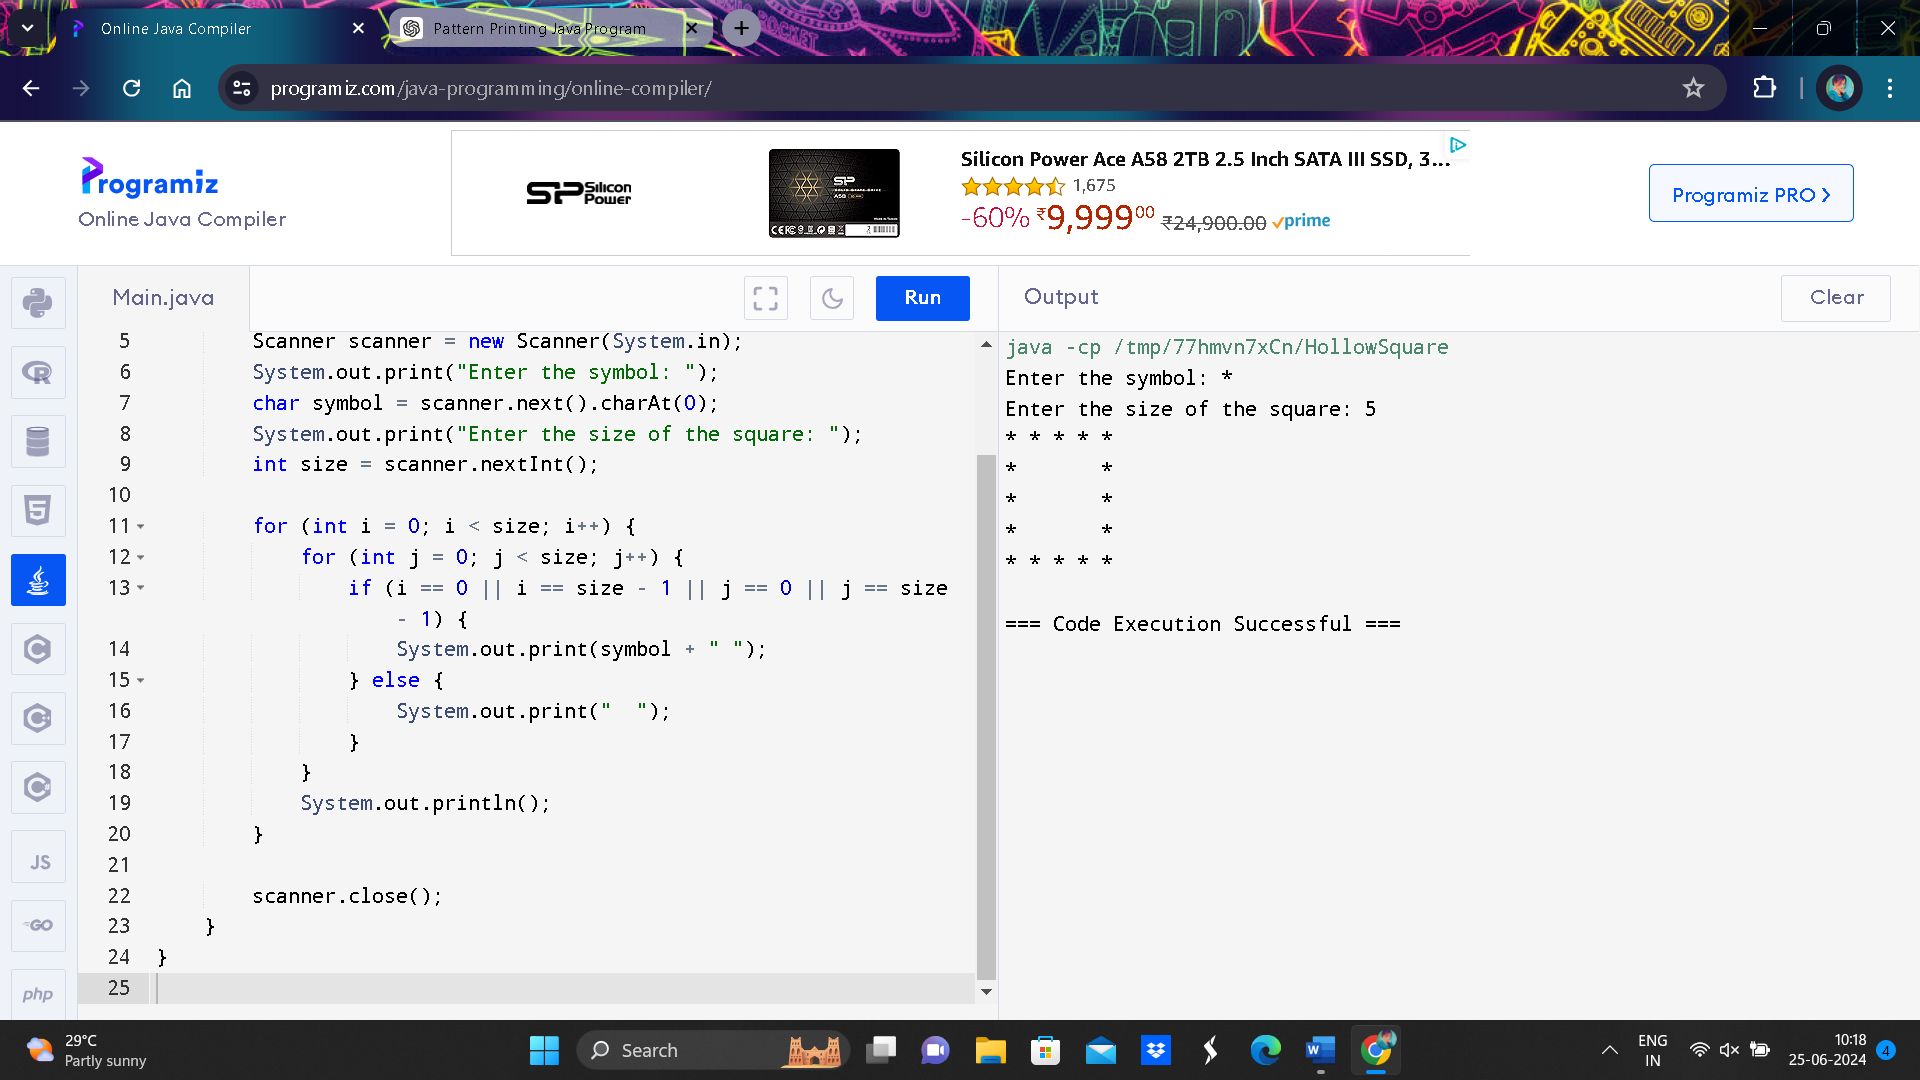 Online Java Compiler
Pattern Printing Java Program
programiz.com/java-programming/online-compiler/
Programiz
Online Java Compiler
SP Silicon Power
SP
A58
Silicon Power Ace A58 2TB 2.5 Inch SATA III SSD, 3...
1,675
-60% ₹9,999⁰⁰ ₹24,900.00 prime
Programiz PRO >
Main.java
Run
Output
Clear
5 Scanner scanner = new Scanner(System.in);
6 System.out.print("Enter the symbol: ");
7 char symbol = scanner.next().charAt(0);
8 System.out.print("Enter the size of the square: ");
9 int size = scanner.nextInt();
10
11 for (int i = 0; i < size; i++) {
12 for (int j = 0; j < size; j++) {
13 if (i == 0 || i == size - 1 || j == 0 || j == size
- 1) {
14 System.out.print(symbol + " ");
15 } else {
16 System.out.print("  ");
17 }
18 }
19 System.out.println();
20 }
21
22 scanner.close();
23 }
24 }
25
java -cp /tmp/77hmvn7xCn/HollowSquare
Enter the symbol: *
Enter the size of the square: 5
* * * * *
*       *
*       *
*       *
* * * * *
=== Code Execution Successful ===
R
5
C
C
C
JS
GO
php
29°C
Partly sunny
Search
W
ENG
IN
10:18
25-06-2024
4